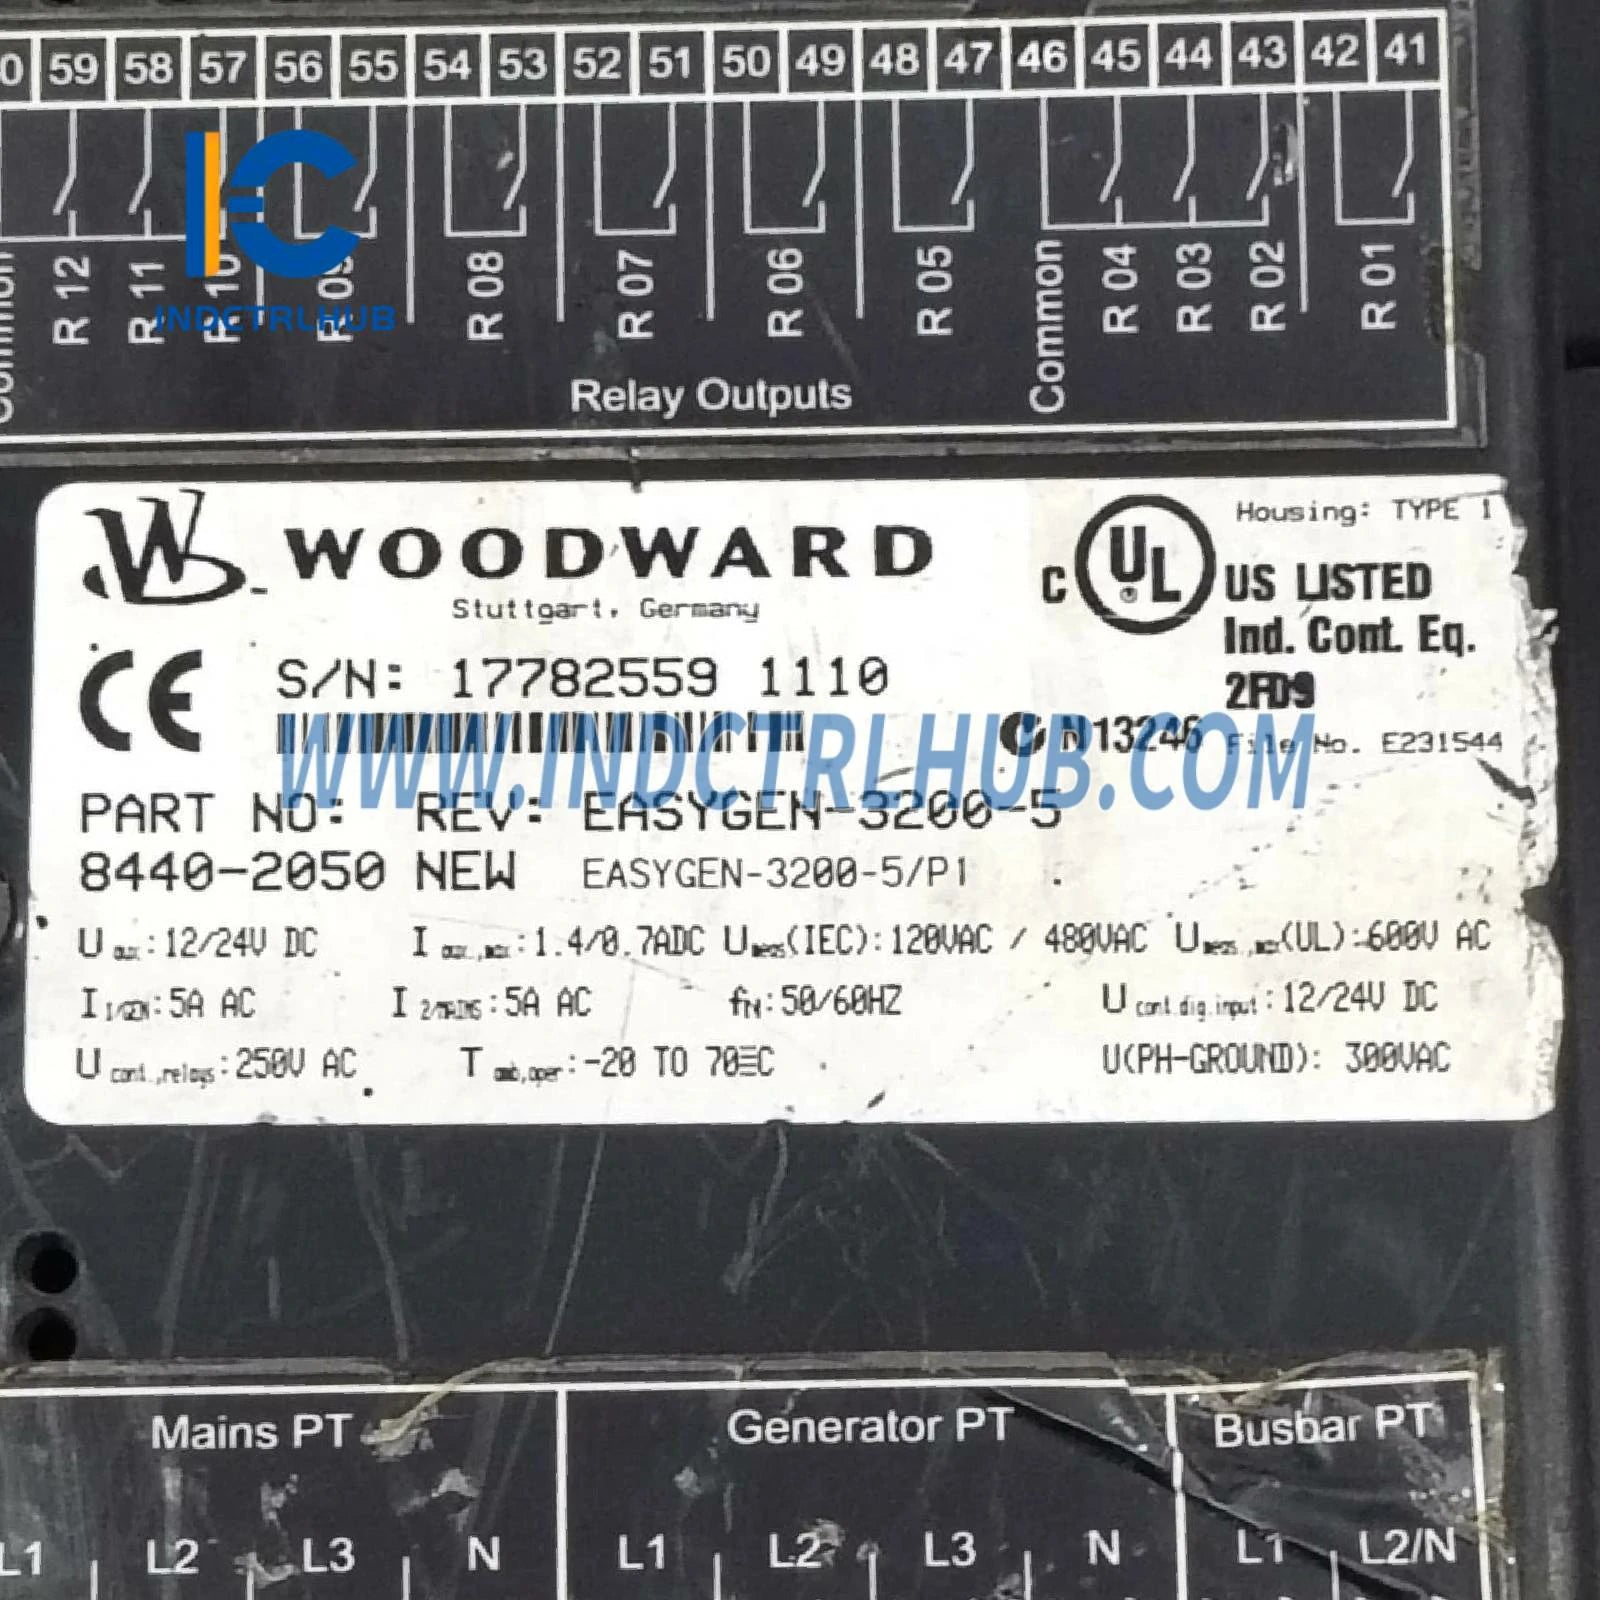 59 58 57 56 55 54 53 52 51 50 49 48 47 46 45 44 43 42 41
R 12 R 11 R 10 R 09 R 08 R 07 R 06 R 05 Common R 04 R 03 R 02 R 01
INDCTRLHUB
Relay Outputs
WOODWARD
Stuttgart, Germany
C UL US LISTED
Housing: TYPE 1
Ind. Cont. Eq.
2FD9
CE S/N: 17782559 1110
N13246 File No. E231544
WWW.INDCTRLHUB.COM
PART NO: REV: EASYGEN-3200-5
8440-2050 NEW EASYGEN-3200-5/P1
U aux: 12/24V DC I aux.,max: 1.4/0.7ADC Umeas(IEC): 120VAC / 480VAC Umeas.,max(UL): 600V AC
I 1/GEN: 5A AC I 2/MAINS: 5A AC fN: 50/60HZ U cont.dig.input: 12/24V DC
U cont.,relays: 250V AC T amb,oper: -20 TO 70 C U(PH-GROUND): 300VAC
Mains PT Generator PT Busbar PT
L1 L2 L3 N L1 L2 L3 N L1 L2/N